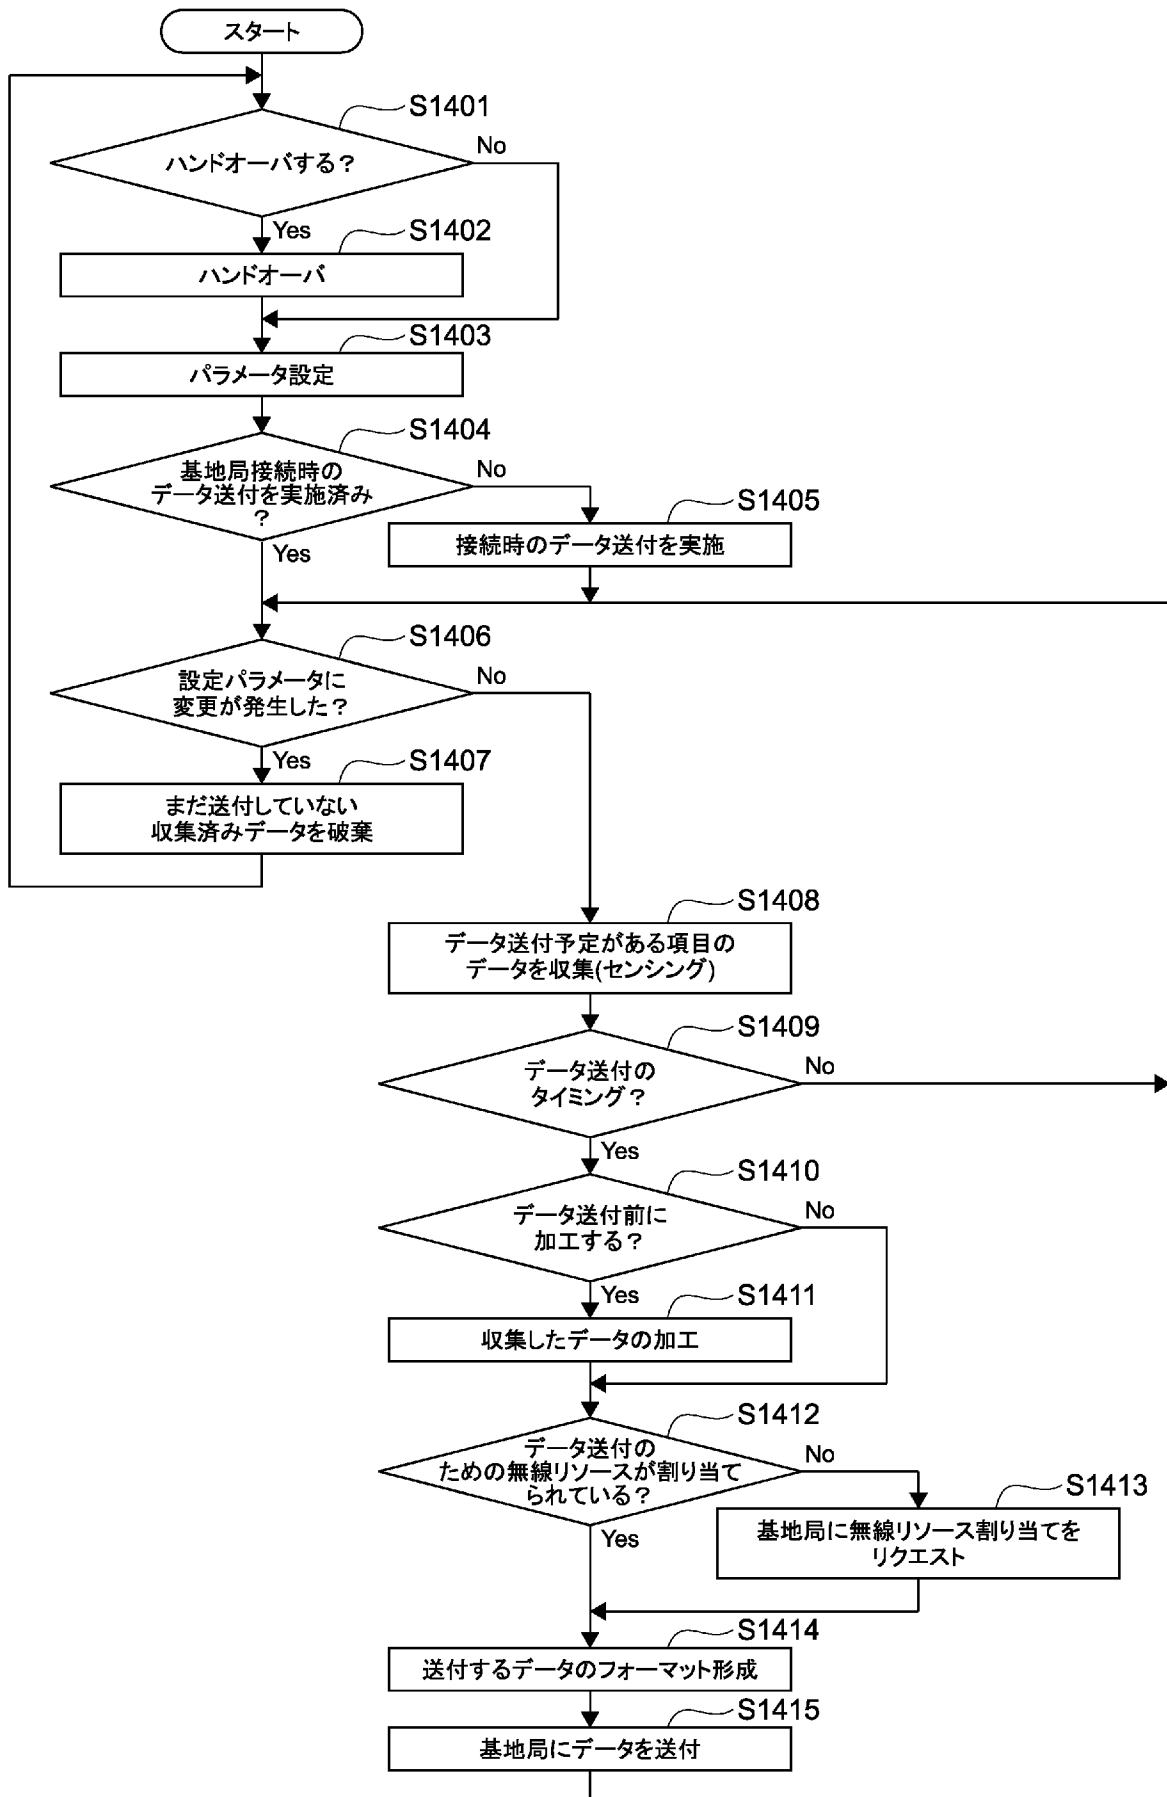 スタート
S1401
ハンドオーバする？
No
Yes
S1402
ハンドオーバ
S1403
パラメータ設定
S1404
基地局接続時の
データ送付を実施済み
？
No
Yes
S1405
接続時のデータ送付を実施
S1406
設定パラメータに
変更が発生した？
No
Yes
S1407
まだ送付していない
収集済みデータを破棄
S1408
データ送付予定がある項目の
データを収集(センシング)
S1409
データ送付の
タイミング？
No
Yes
S1410
データ送付前に
加工する？
No
Yes
S1411
収集したデータの加工
S1412
データ送付の
ための無線リソースが割り当て
られている？
No
Yes
S1413
基地局に無線リソース割り当てを
リクエスト
S1414
送付するデータのフォーマット形成
S1415
基地局にデータを送付